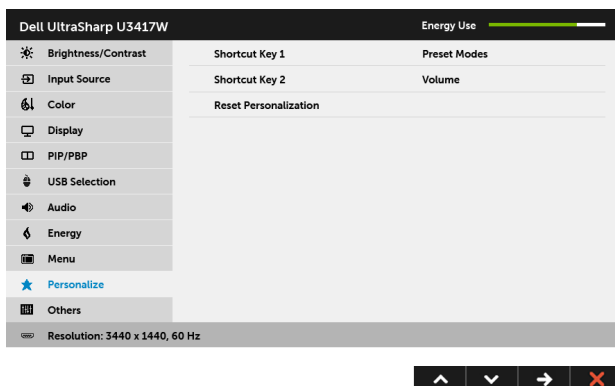 Dell UltraSharp U3417W
Energy Use
Brightness/Contrast
Shortcut Key 1
Preset Modes
Input Source
Shortcut Key 2
Volume
Color
Reset Personalization
Display
PIP/PBP
USB Selection
Audio
Energy
Menu
Personalize
Others
Resolution: 3440 x 1440, 60 Hz